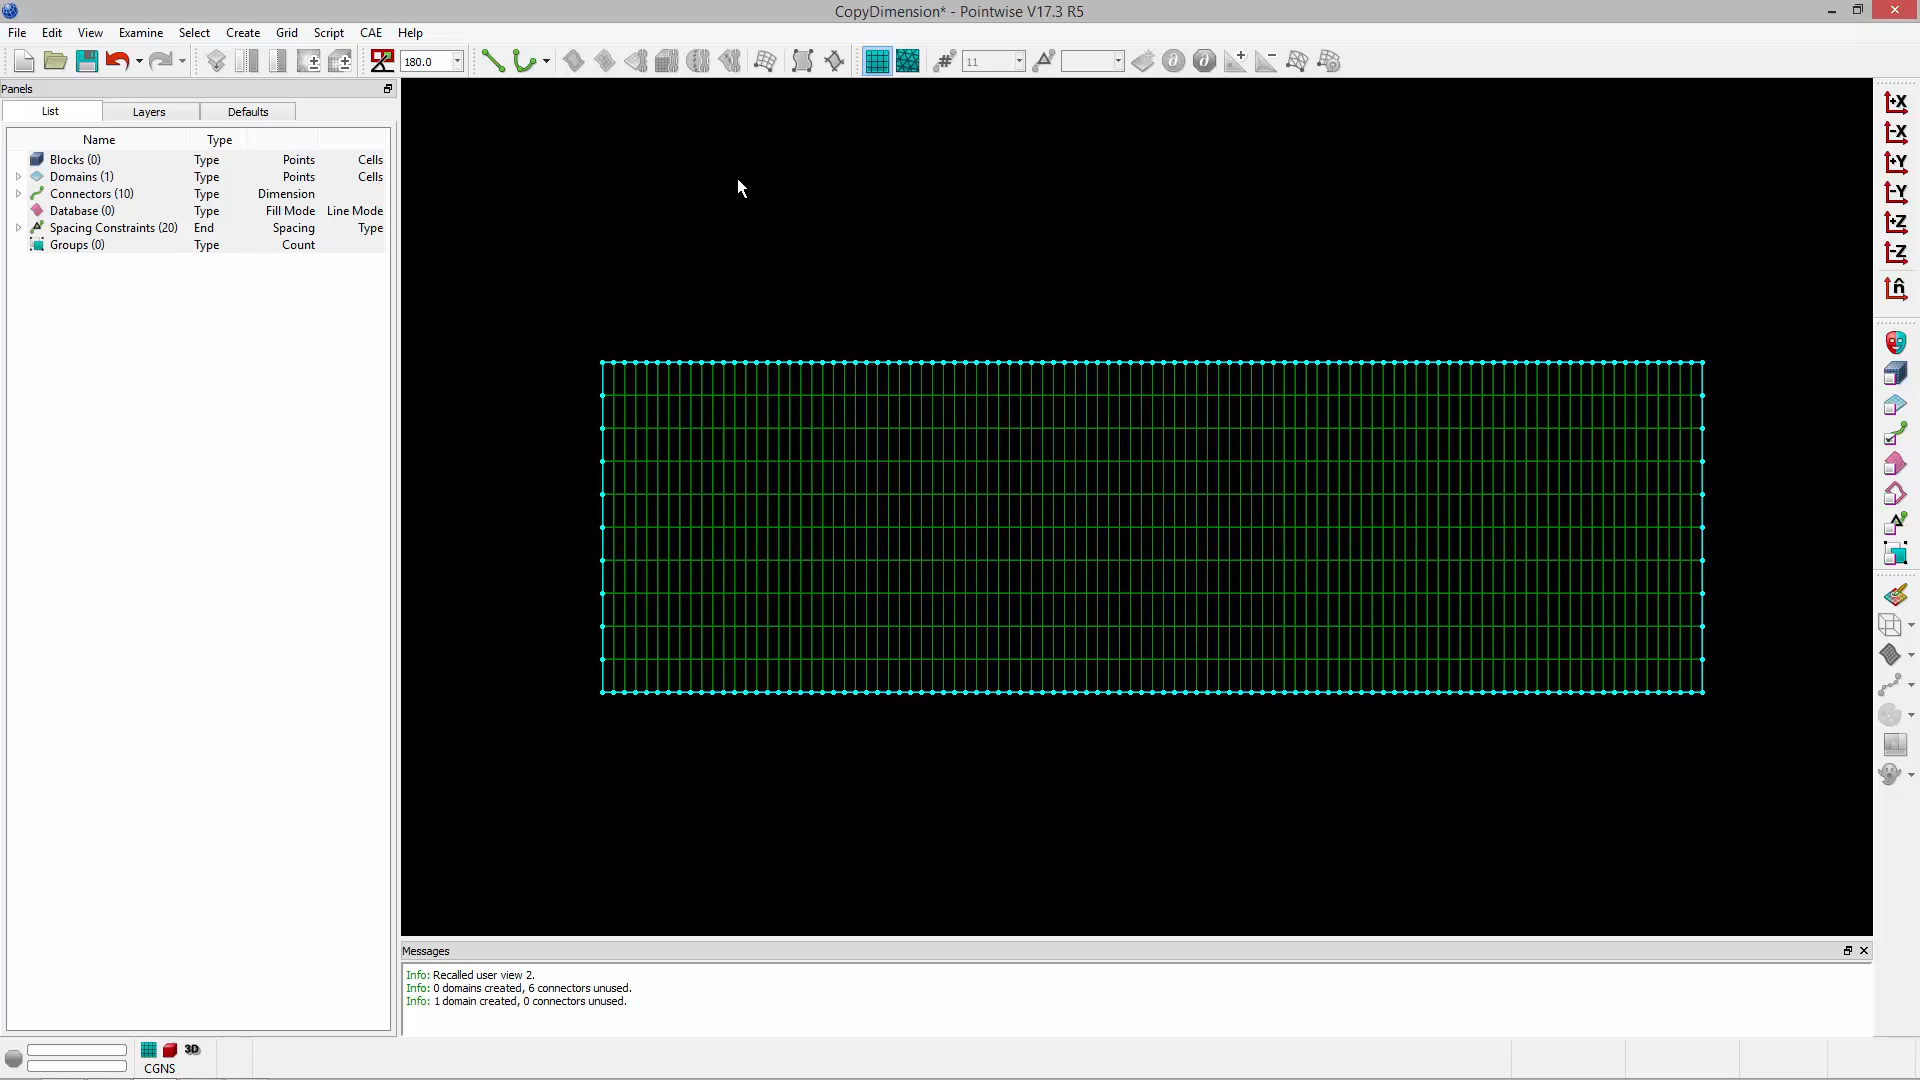 CopyDimension* - Pointwise V17.3 R5
File Edit View Examine Select Create Grid Script CAE Help
180.0 11
Panels
List Layers Defaults
Name Type
Blocks (0) Type Points Cells
Domains (1) Type Points Cells
Connectors (10) Type Dimension
Database (0) Type Fill Mode Line Mode
Spacing Constraints (20) End Spacing Type
Groups (0) Type Count
+X
-X
+Y
-Y
+Z
-Z
n̂
Messages
Info: Recalled user view 2.
Info: 0 domains created, 6 connectors unused.
Info: 1 domain created, 0 connectors unused.
3D
CGNS